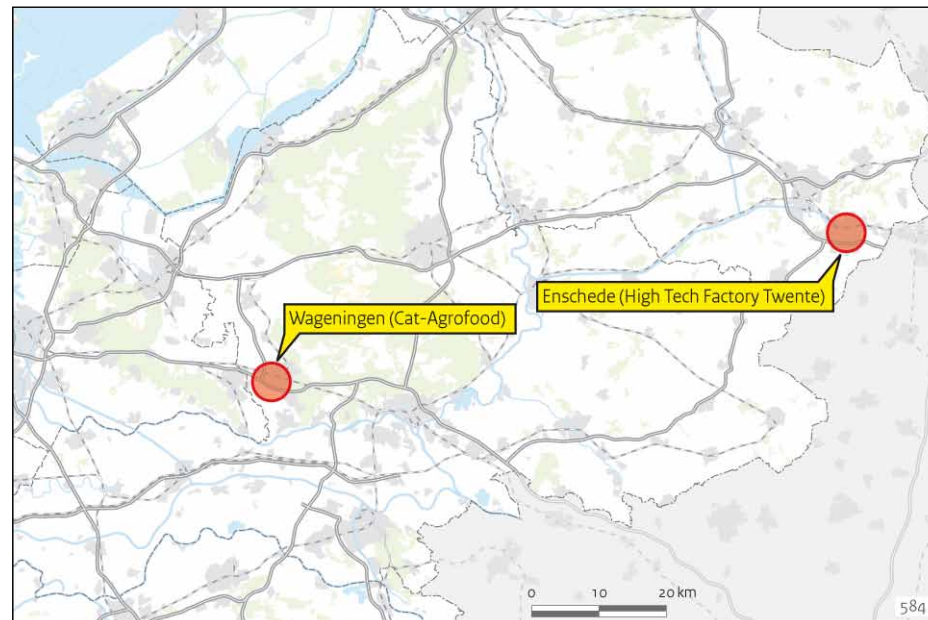 Enschede (High Tech Factory Twente)
Wageningen (Cat-Agrofood)
0 10 20 km
584